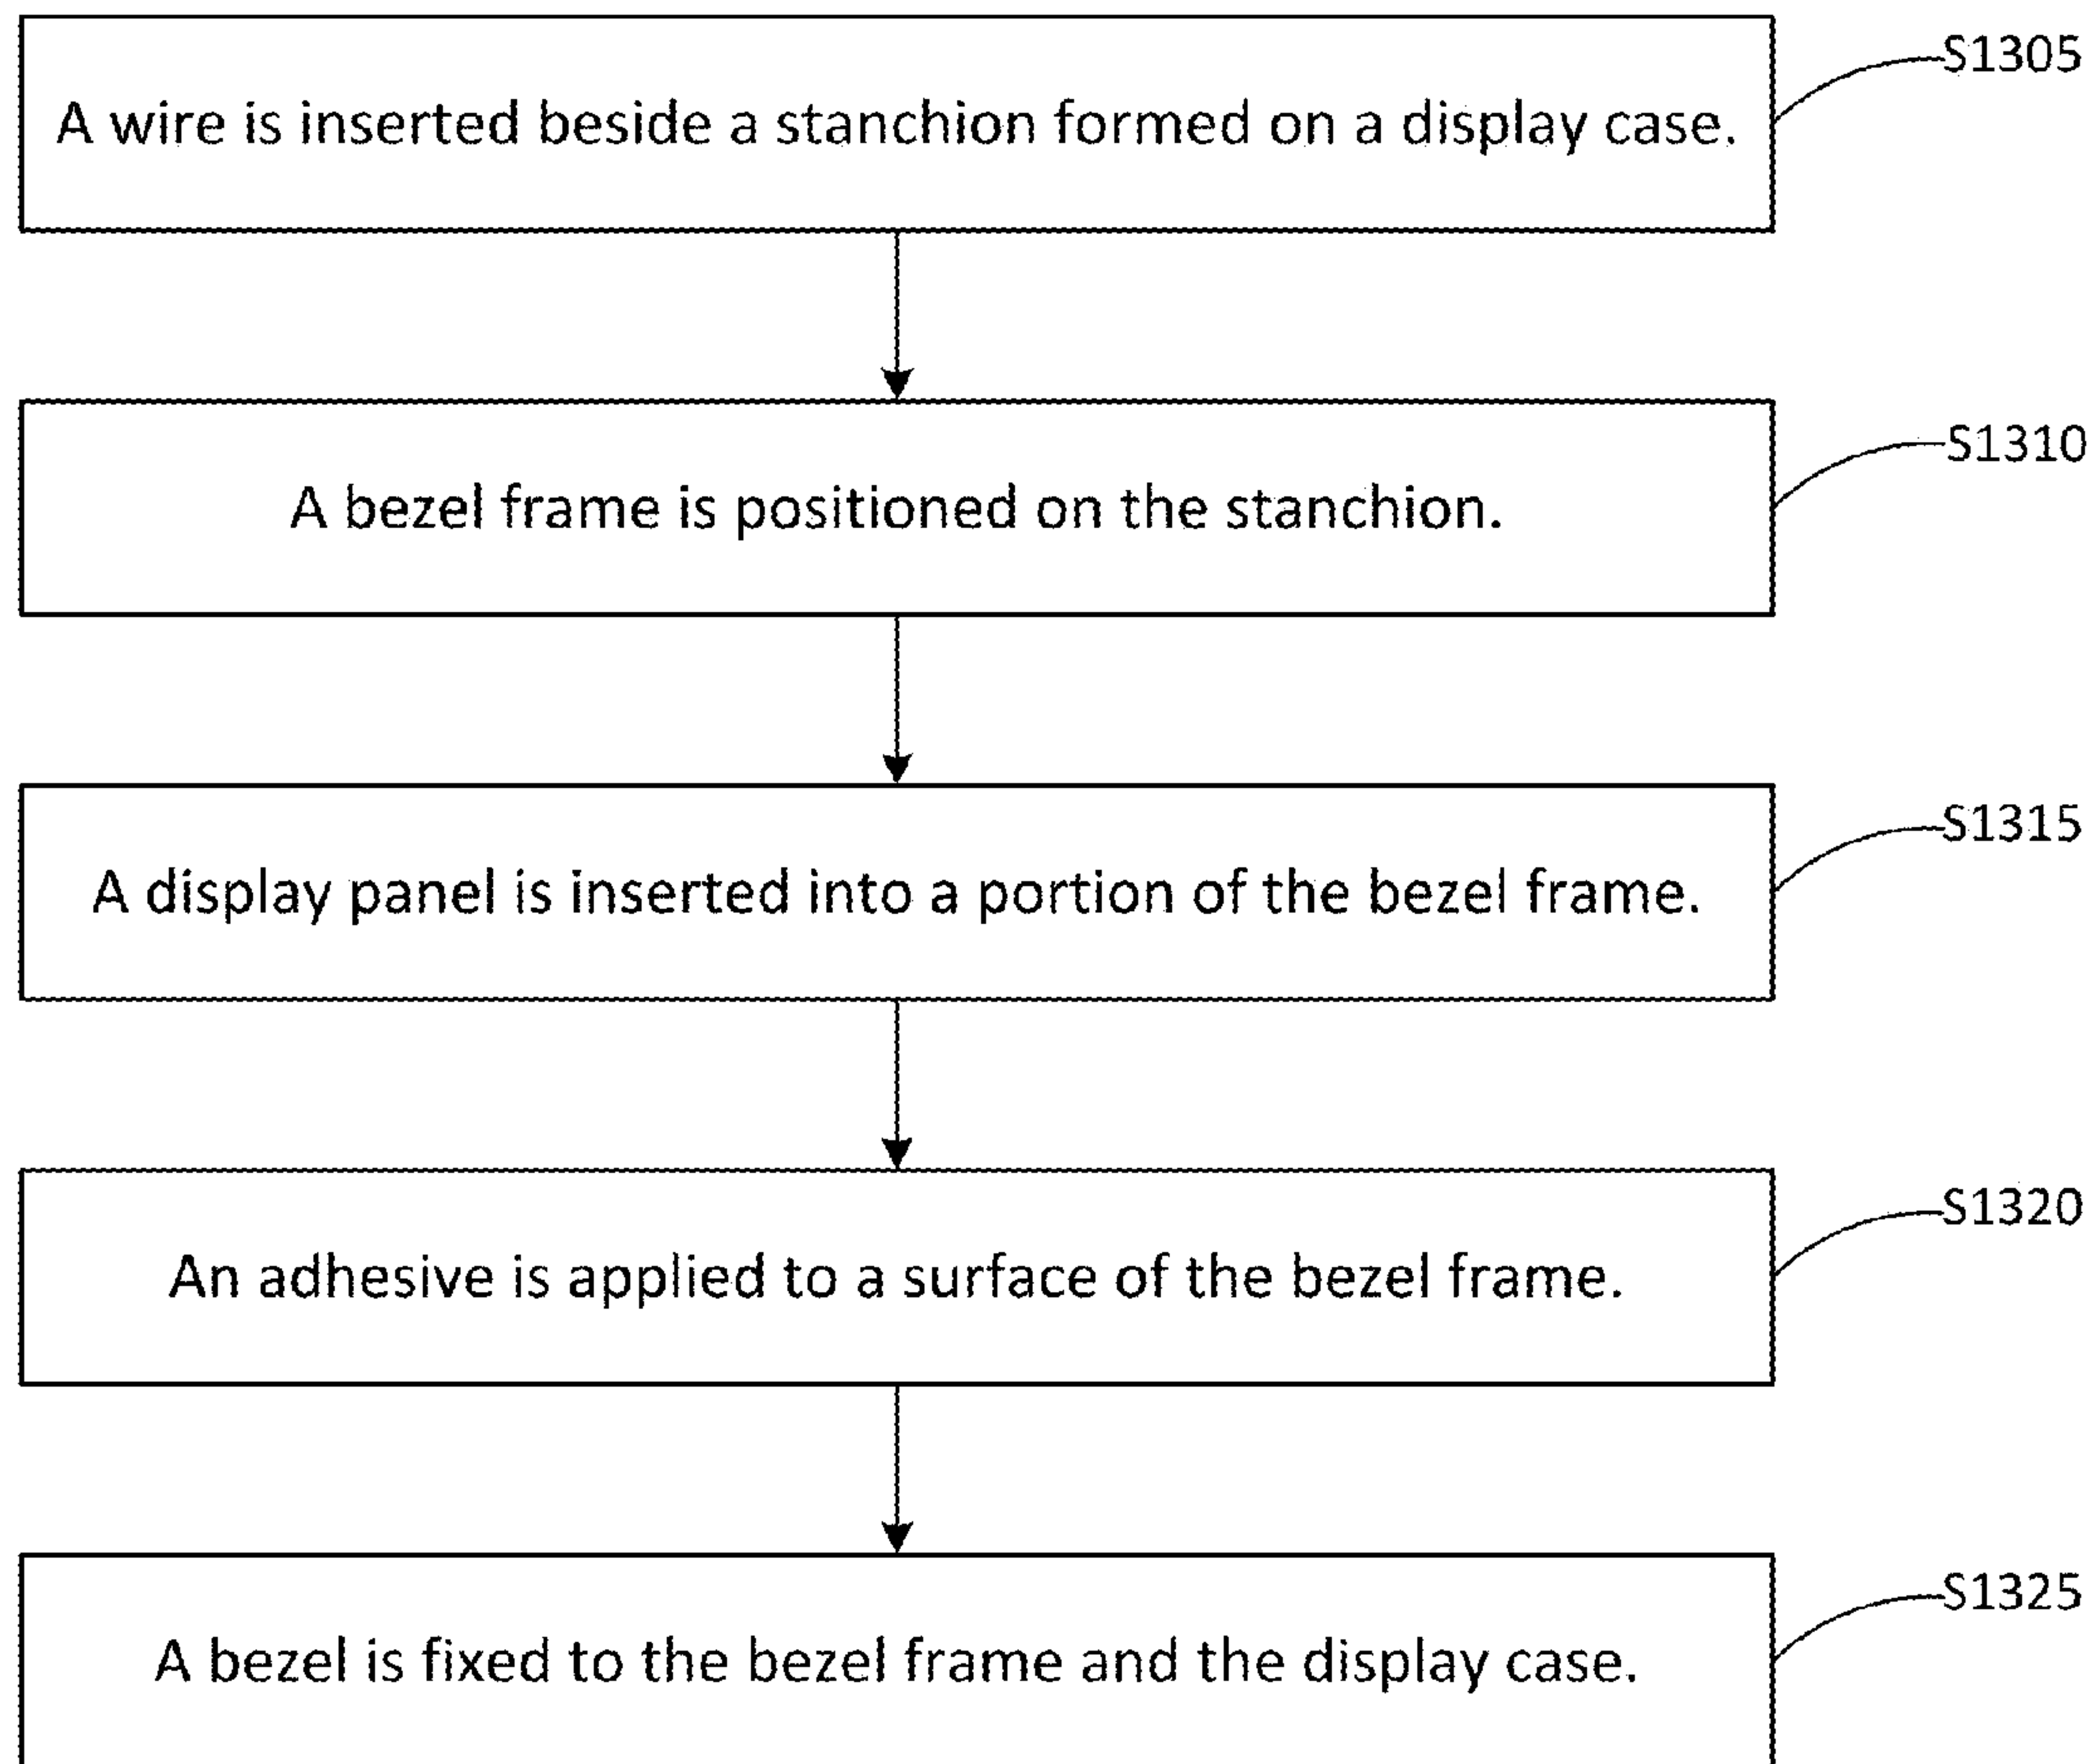 A wire is inserted beside a stanchion formed on a display case.
S1305
A bezel frame is positioned on the stanchion.
S1310
A display panel is inserted into a portion of the bezel frame.
S1315
An adhesive is applied to a surface of the bezel frame.
S1320
A bezel is fixed to the bezel frame and the display case.
S1325